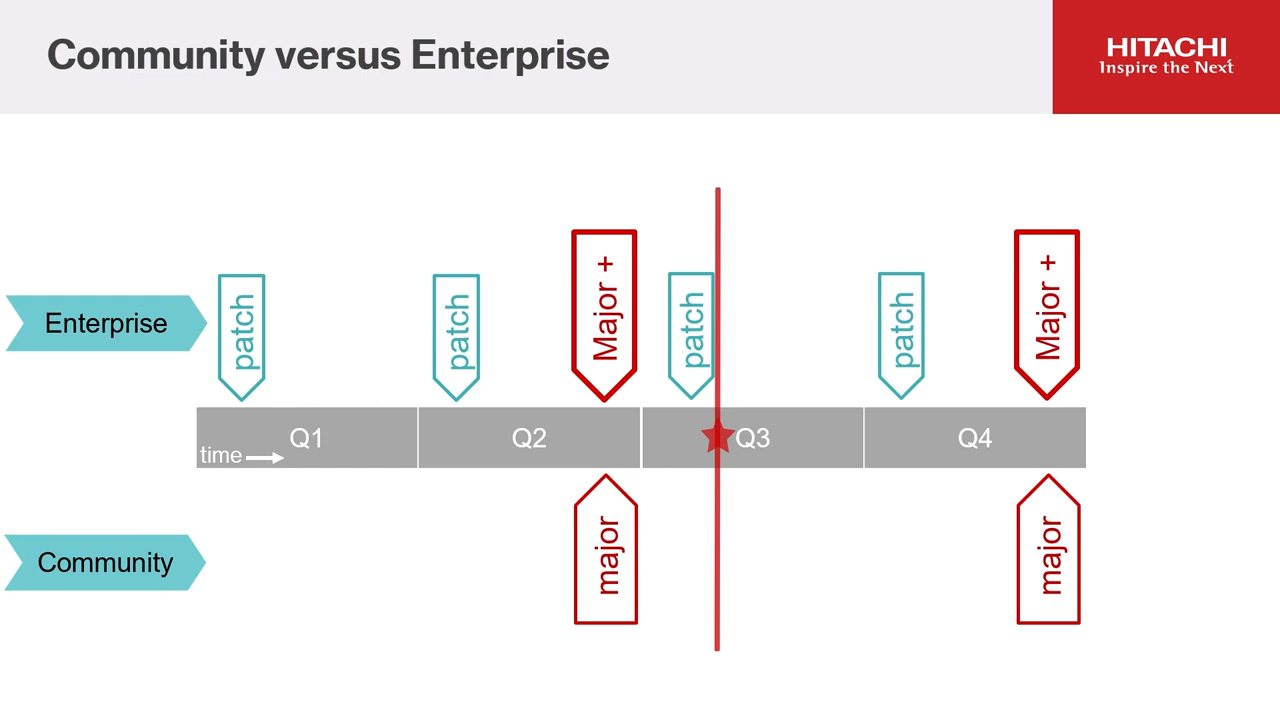 Community versus Enterprise
HITACHI
Inspire the Next
Enterprise
patch
patch
Major +
patch
patch
Major +
Q1
Q2
Q3
Q4
time
Community
major
major